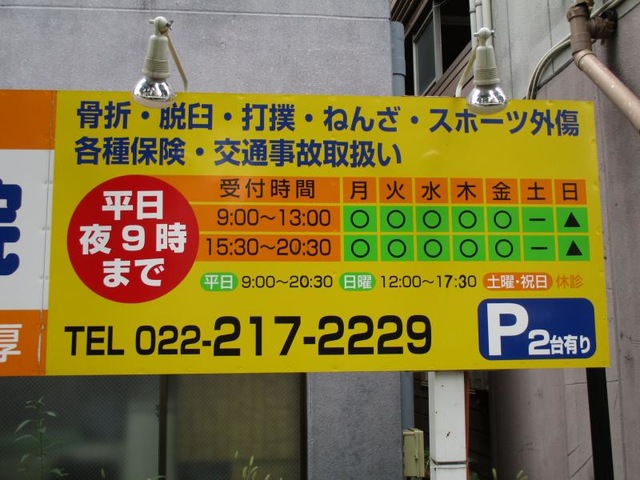 骨折・脱臼・打撲・ねんざ・スポーツ外傷
各種保険・交通事故取扱い
平日
夜9時
まで
受付時間 月 火 水 木 金 土 日
9:00～13:00 ○ ○ ○ ○ ○ ー ▲
15:30～20:30 ○ ○ ○ ○ ○ ー ▲
平日 9:00～20:30 日曜 12:00～17:30 土曜・祝日 休診
TEL 022-217-2229
P 2台有り
院
厚